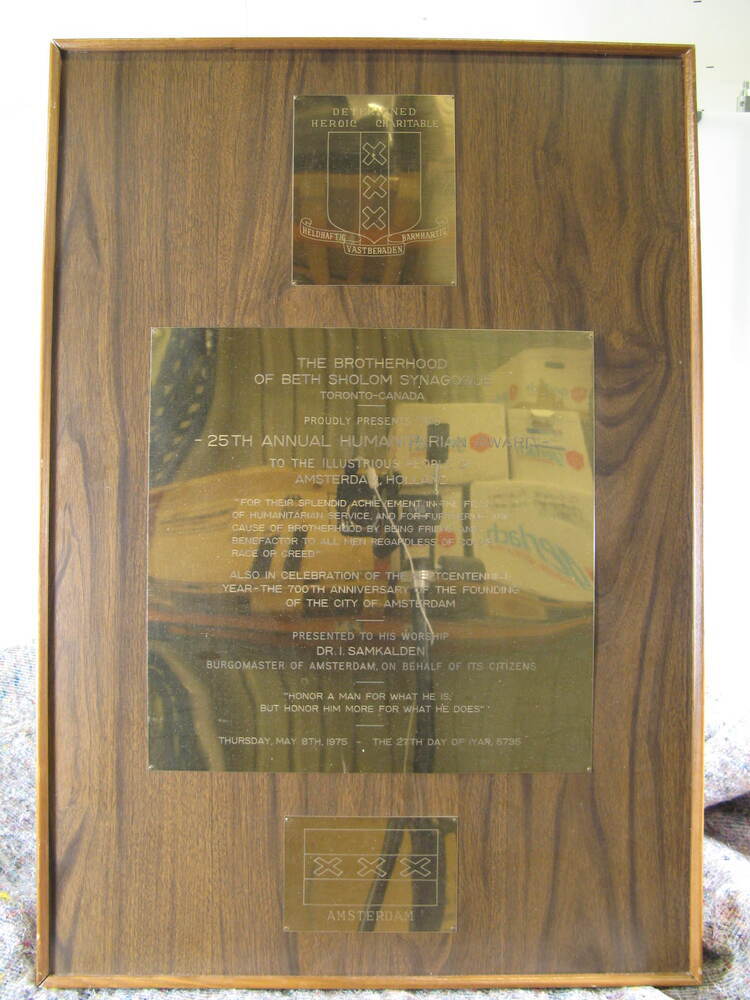 DETERMINED
HEROIC CHARITABLE
HELDHAFTIG
VASTBERADEN
BARMHARTIG
THE BROTHERHOOD
OF BETH SHOLOM SYNAGOGUE
TORONTO-CANADA
PROUDLY PRESENTS
- 25TH ANNUAL HUMANITARIAN AWARD -
TO THE ILLUSTRIOUS PEOPLE OF
AMSTERDAM, HOLLAND
"FOR THEIR SPLENDID ACHIEVEMENT IN THE FIELD
OF HUMANITARIAN SERVICE, AND FOR FURTHERING THE
CAUSE OF BROTHERHOOD BY BEING FRIEND AND
BENEFACTOR TO ALL MEN REGARDLESS OF COLOR,
RACE OR CREED"
ALSO IN CELEBRATION OF THE SEPTCENTENNIAL
YEAR-THE 700TH ANNIVERSARY OF THE FOUNDING
OF THE CITY OF AMSTERDAM
PRESENTED TO HIS WORSHIP
DR. I. SAMKALDEN
BURGOMASTER OF AMSTERDAM, ON BEHALF OF ITS CITIZENS
"HONOR A MAN FOR WHAT HE IS,
BUT HONOR HIM MORE FOR WHAT HE DOES"
THURSDAY, MAY 8TH, 1975 - THE 27TH DAY OF IYAR, 5735
AMSTERDAM